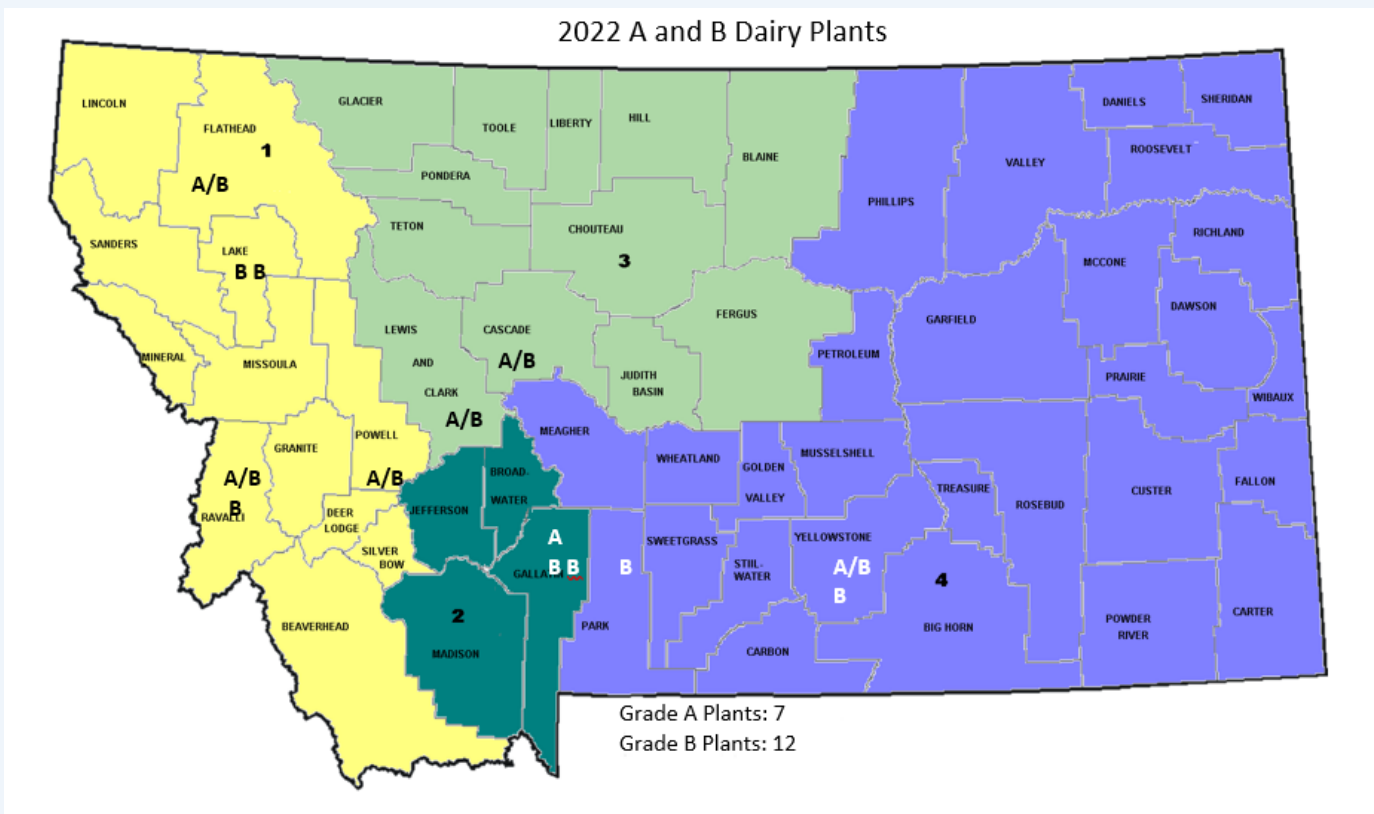 2022 A and B Dairy Plants
LINCOLN
FLATHEAD
1
A/B
GLACIER
TOOLE
LIBERTY
HILL
BLAINE
PHILLIPS
VALLEY
DANIELS
SHERIDAN
ROOSEVELT
PONDERA
TETON
CHOUTEAU
3
SANDERS
LAKE
B B
RICHLAND
MCCONE
DAWSON
GARFIELD
LEWIS
AND
CLARK
A/B
CASCADE
A/B
FERGUS
JUDITH
BASIN
PETROLEUM
MINERAL
MISSOULA
PRAIRIE
WIBAUX
GRANITE
POWELL
A/B
MEAGHER
WHEATLAND
GOLDEN
VALLEY
MUSSELSHELL
A/B
B
RAVALLI
DEER
LODGE
SILVER
BOW
JEFFERSON
BROAD-
WATER
TREASURE
ROSEBUD
CUSTER
FALLON
A
B B
GALLATIN
B
PARK
SWEETGRASS
STIIL-
WATER
YELLOWSTONE
A/B
B
4
BIG HORN
BEAVERHEAD
2
MADISON
CARBON
POWDER
RIVER
CARTER
Grade A Plants: 7
Grade B Plants: 12